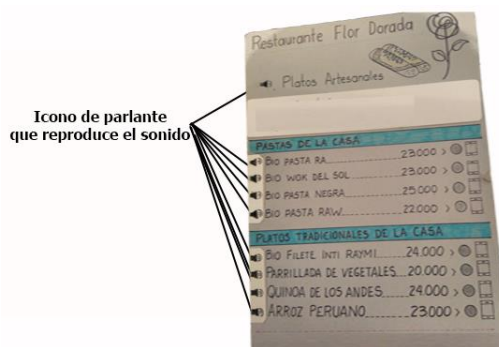 Restaurante Flor Dorada
Platos Artesanales
Icono de parlante
que reproduce el sonido
PASTAS DE LA CASA
BIO PASTA RA 23.000 >
BIO WOK DEL SOL 23.000 >
BIO PASTA NEGRA 25.000 >
BIO PASTA RAW 22.000 >
PLATOS TRADICIONALES DE LA CASA
BIO FILETE INTI RAYMI 24.000 >
PARRILLADA DE VEGETALES 20.000 >
QUINOA DE LOS ANDES 24.000 >
ARROZ PERUANO 23000 >